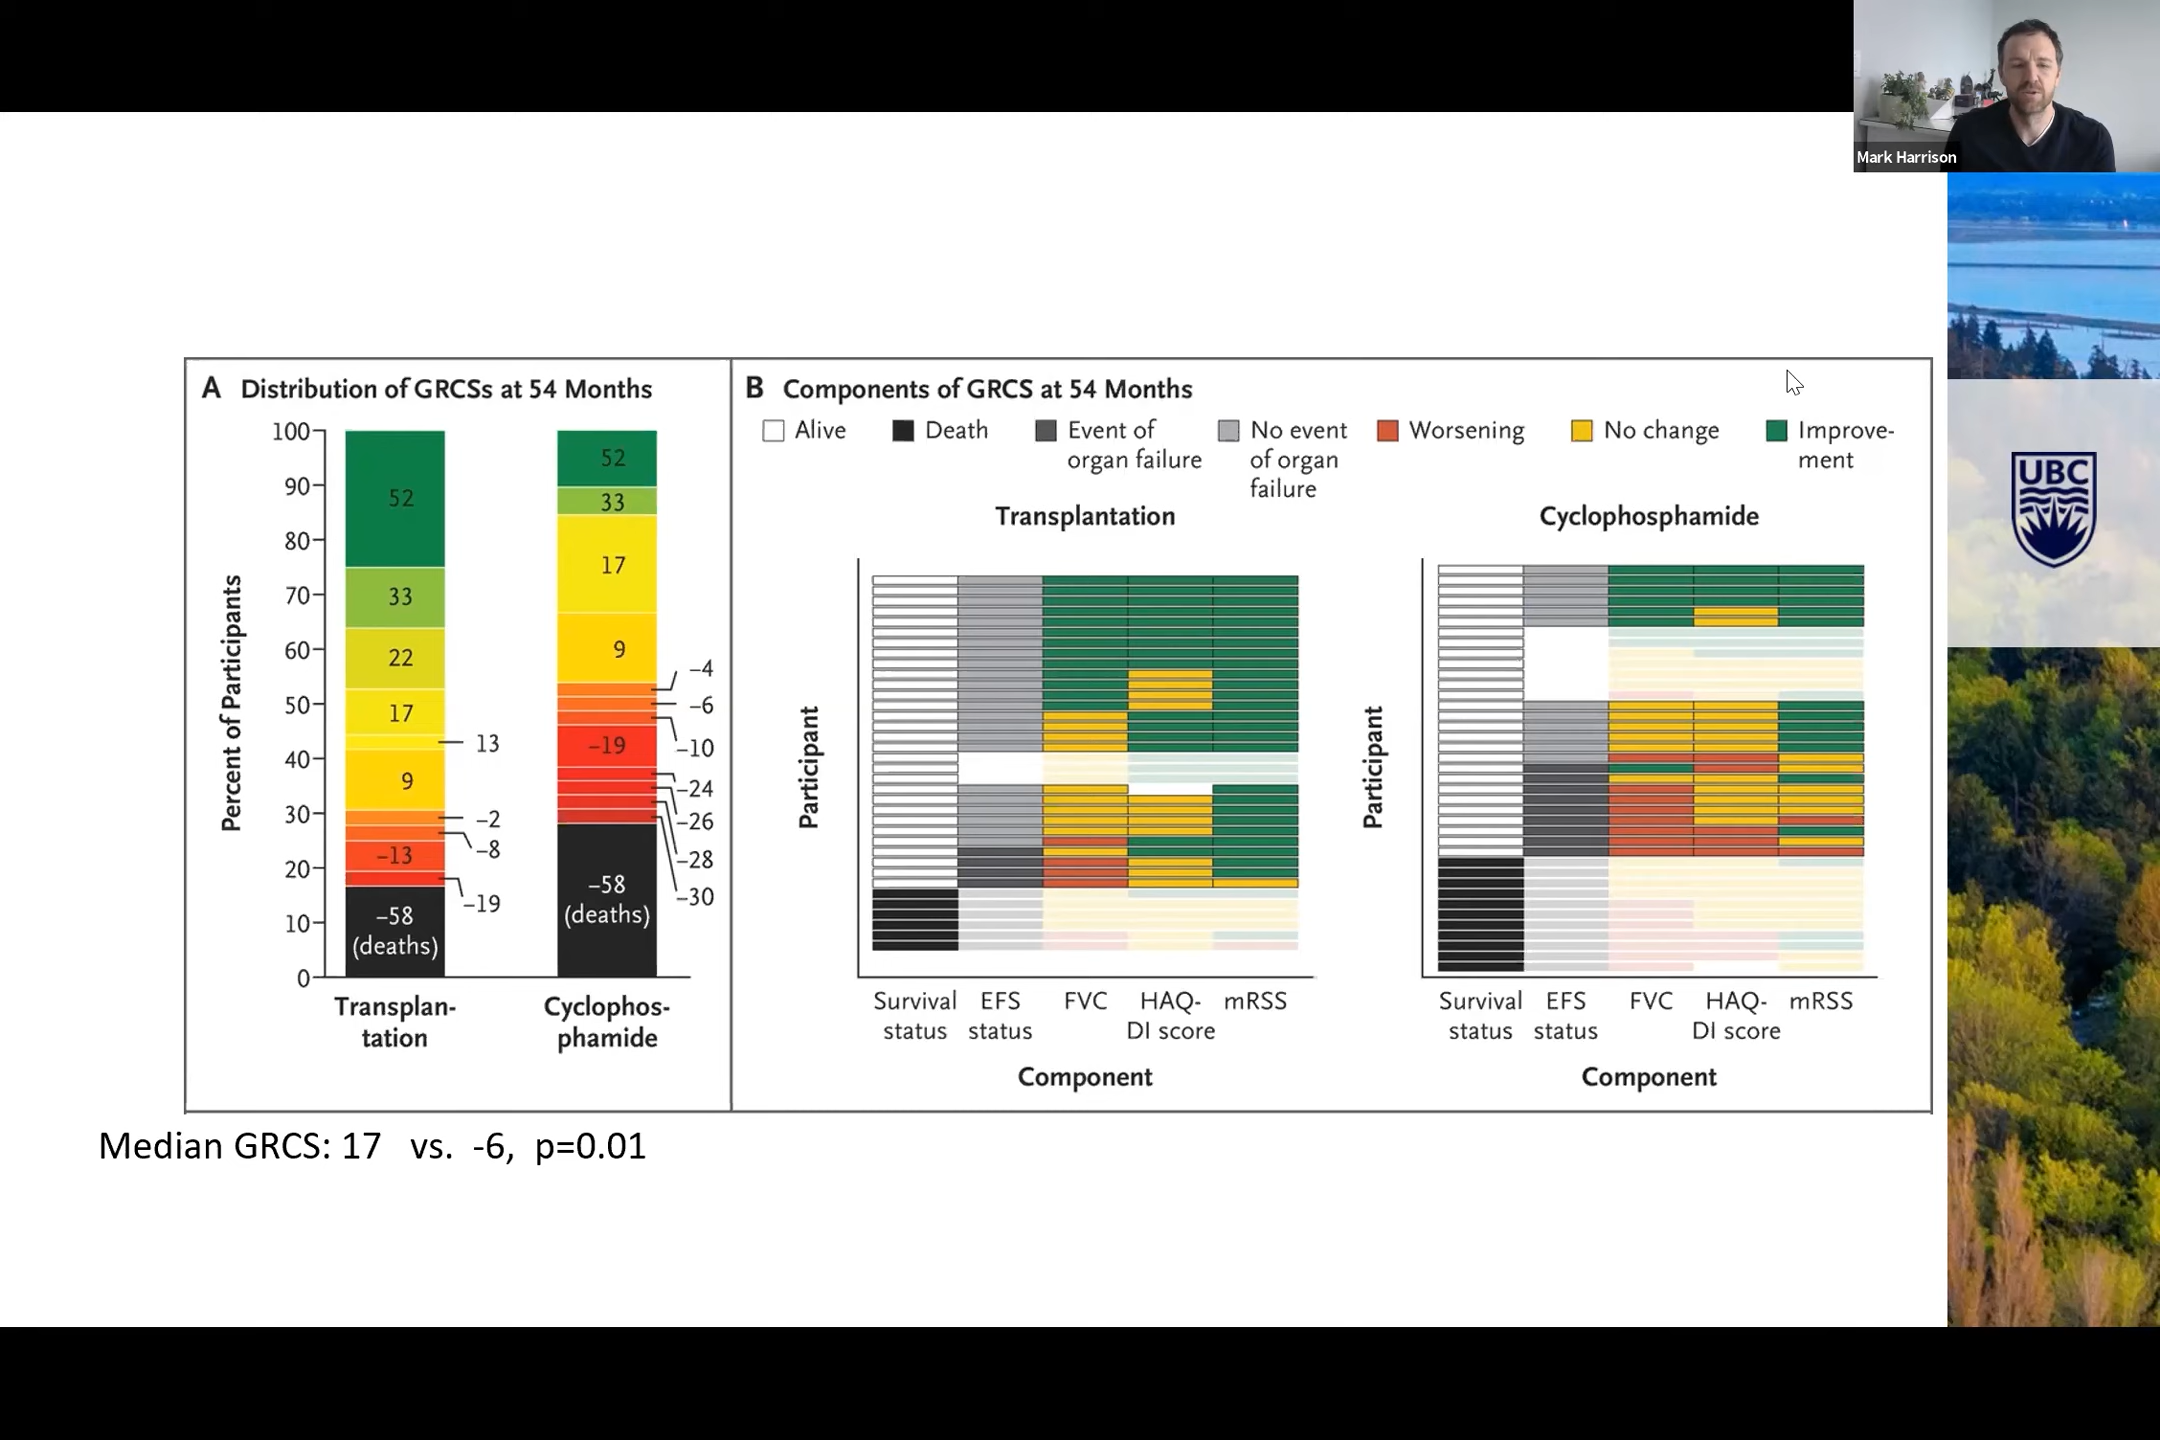 Mark Harrison
UBC
A Distribution of GRCSs at 54 Months
Percent of Participants
100
90
80
70
60
50
40
30
20
10
0
52
33
22
17
13
9
–2
–8
–13
–19
–58
(deaths)
52
33
17
9
–4
–6
–10
–19
–24
–26
–28
–30
–58
(deaths)
Transplan-
tation
Cyclophos-
phamide
B Components of GRCS at 54 Months
Alive
Death
Event of
organ failure
No event
of organ
failure
Worsening
No change
Improve-
ment
Transplantation
Participant
Survival
status
EFS
status
FVC
HAQ-
DI score
mRSS
Component
Cyclophosphamide
Participant
Survival
status
EFS
status
FVC
HAQ-
DI score
mRSS
Component
Median GRCS: 17 vs. -6, p=0.01